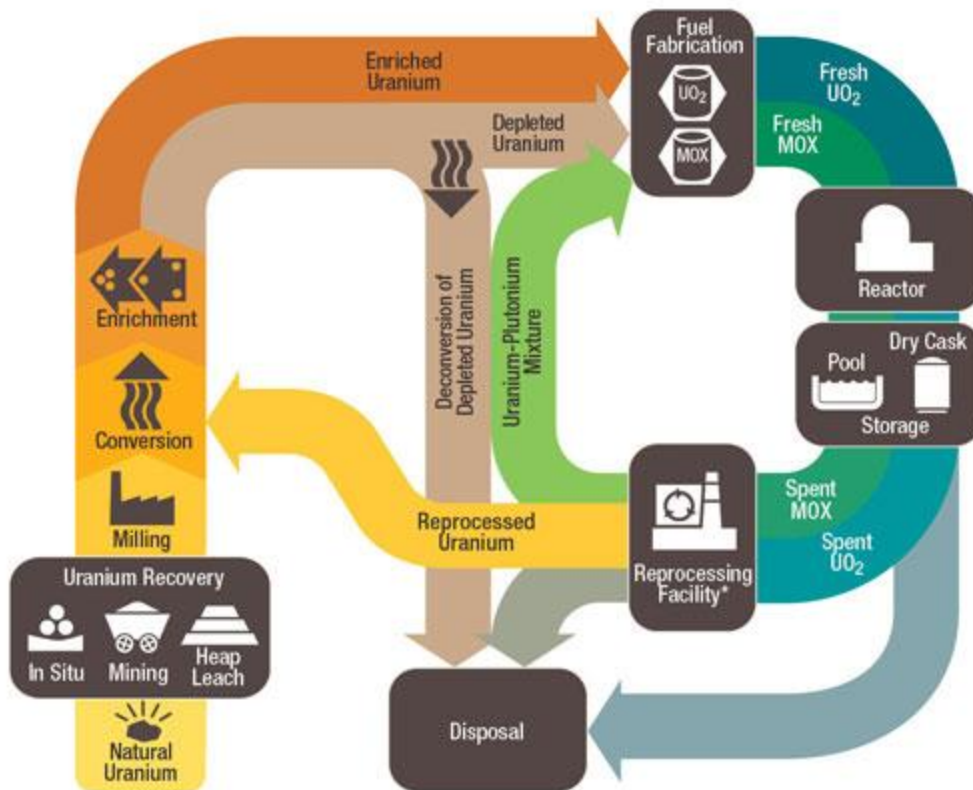 Fuel
Fabrication
UO₂
MOX
Enriched
Uranium
Depleted
Uranium
Fresh
UO₂
Fresh
MOX
Reactor
Dry Cask
Pool
Storage
Enrichment
Conversion
Milling
Deconversion of
Depleted Uranium
Uranium-Plutonium
Mixture
Reprocessed
Uranium
Spent
MOX
Spent
UO₂
Reprocessing
Facility*
Uranium Recovery
In Situ
Mining
Heap
Leach
Natural
Uranium
Disposal